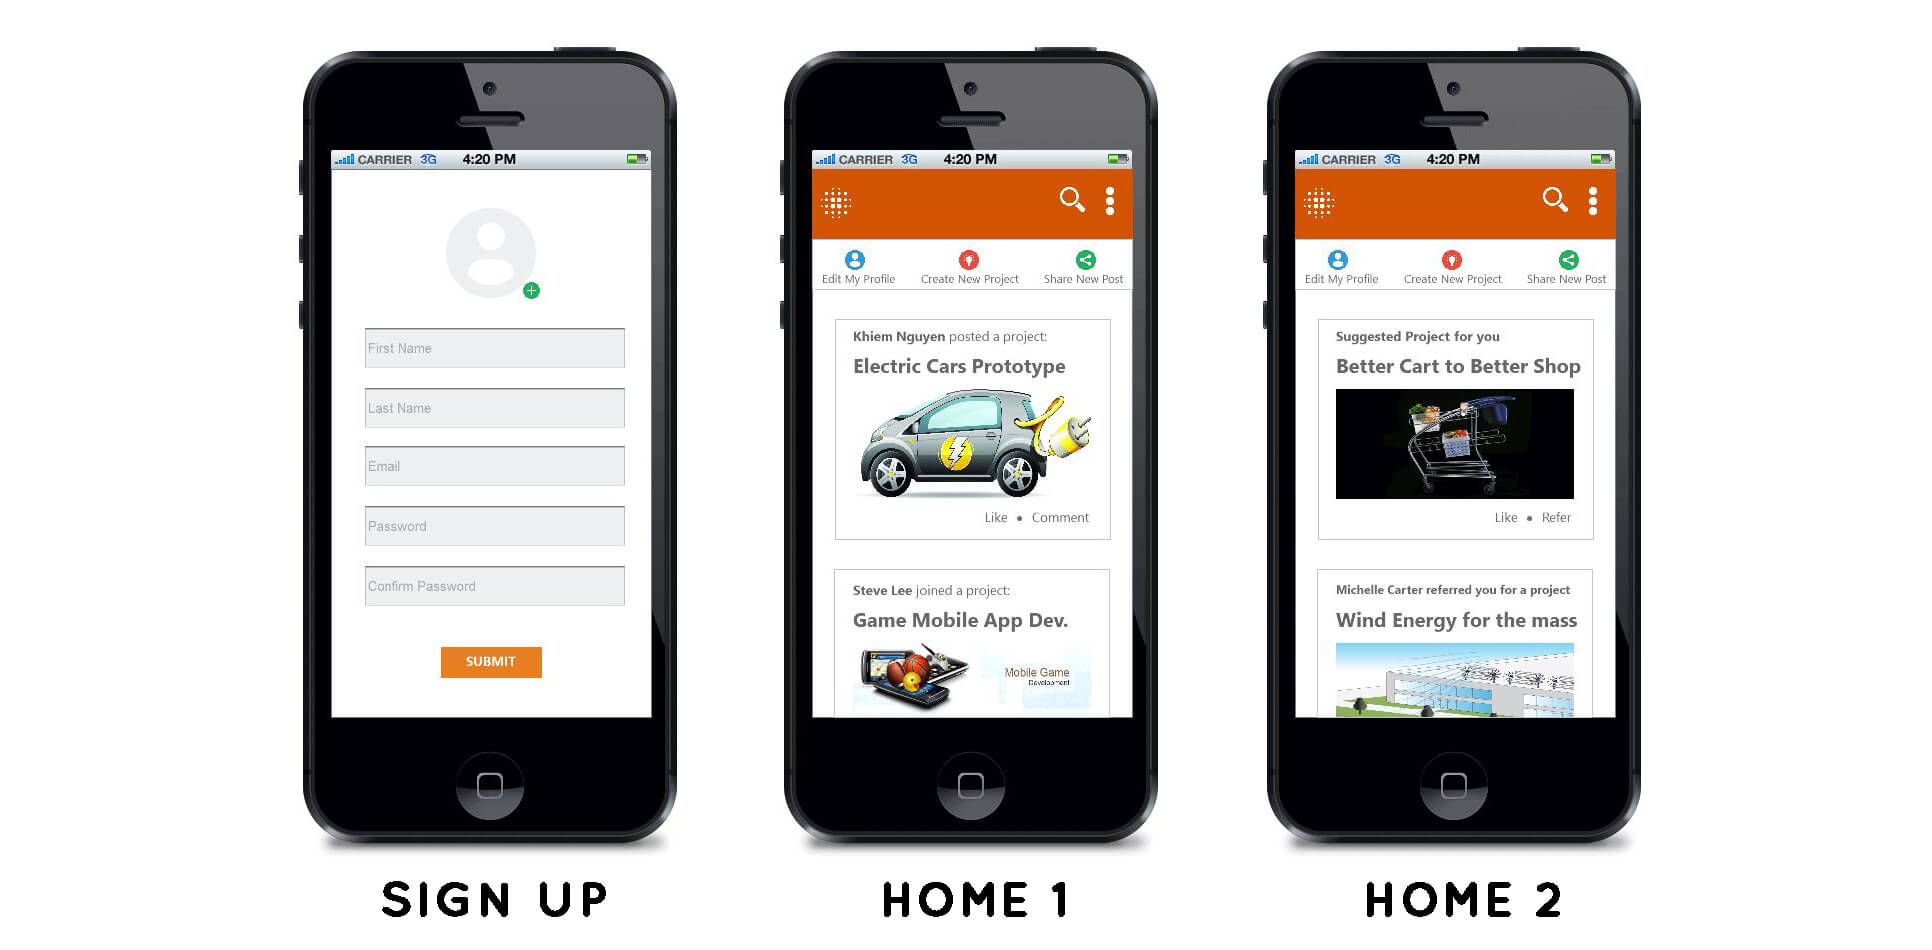 CARRIER 3G 4:20 PM
First Name
Last Name
Email
Password
Confirm Password
SUBMIT
SIGN UP
CARRIER 3G 4:20 PM
Edit My Profile Create New Project Share New Post
Khiem Nguyen posted a project:
Electric Cars Prototype
Like • Comment
Steve Lee joined a project:
Game Mobile App Dev.
Mobile Game
Development
HOME 1
CARRIER 3G 4:20 PM
Edit My Profile Create New Project Share New Post
Suggested Project for you
Better Cart to Better Shop
Like • Refer
Michelle Carter referred you for a project
Wind Energy for the mass
HOME 2